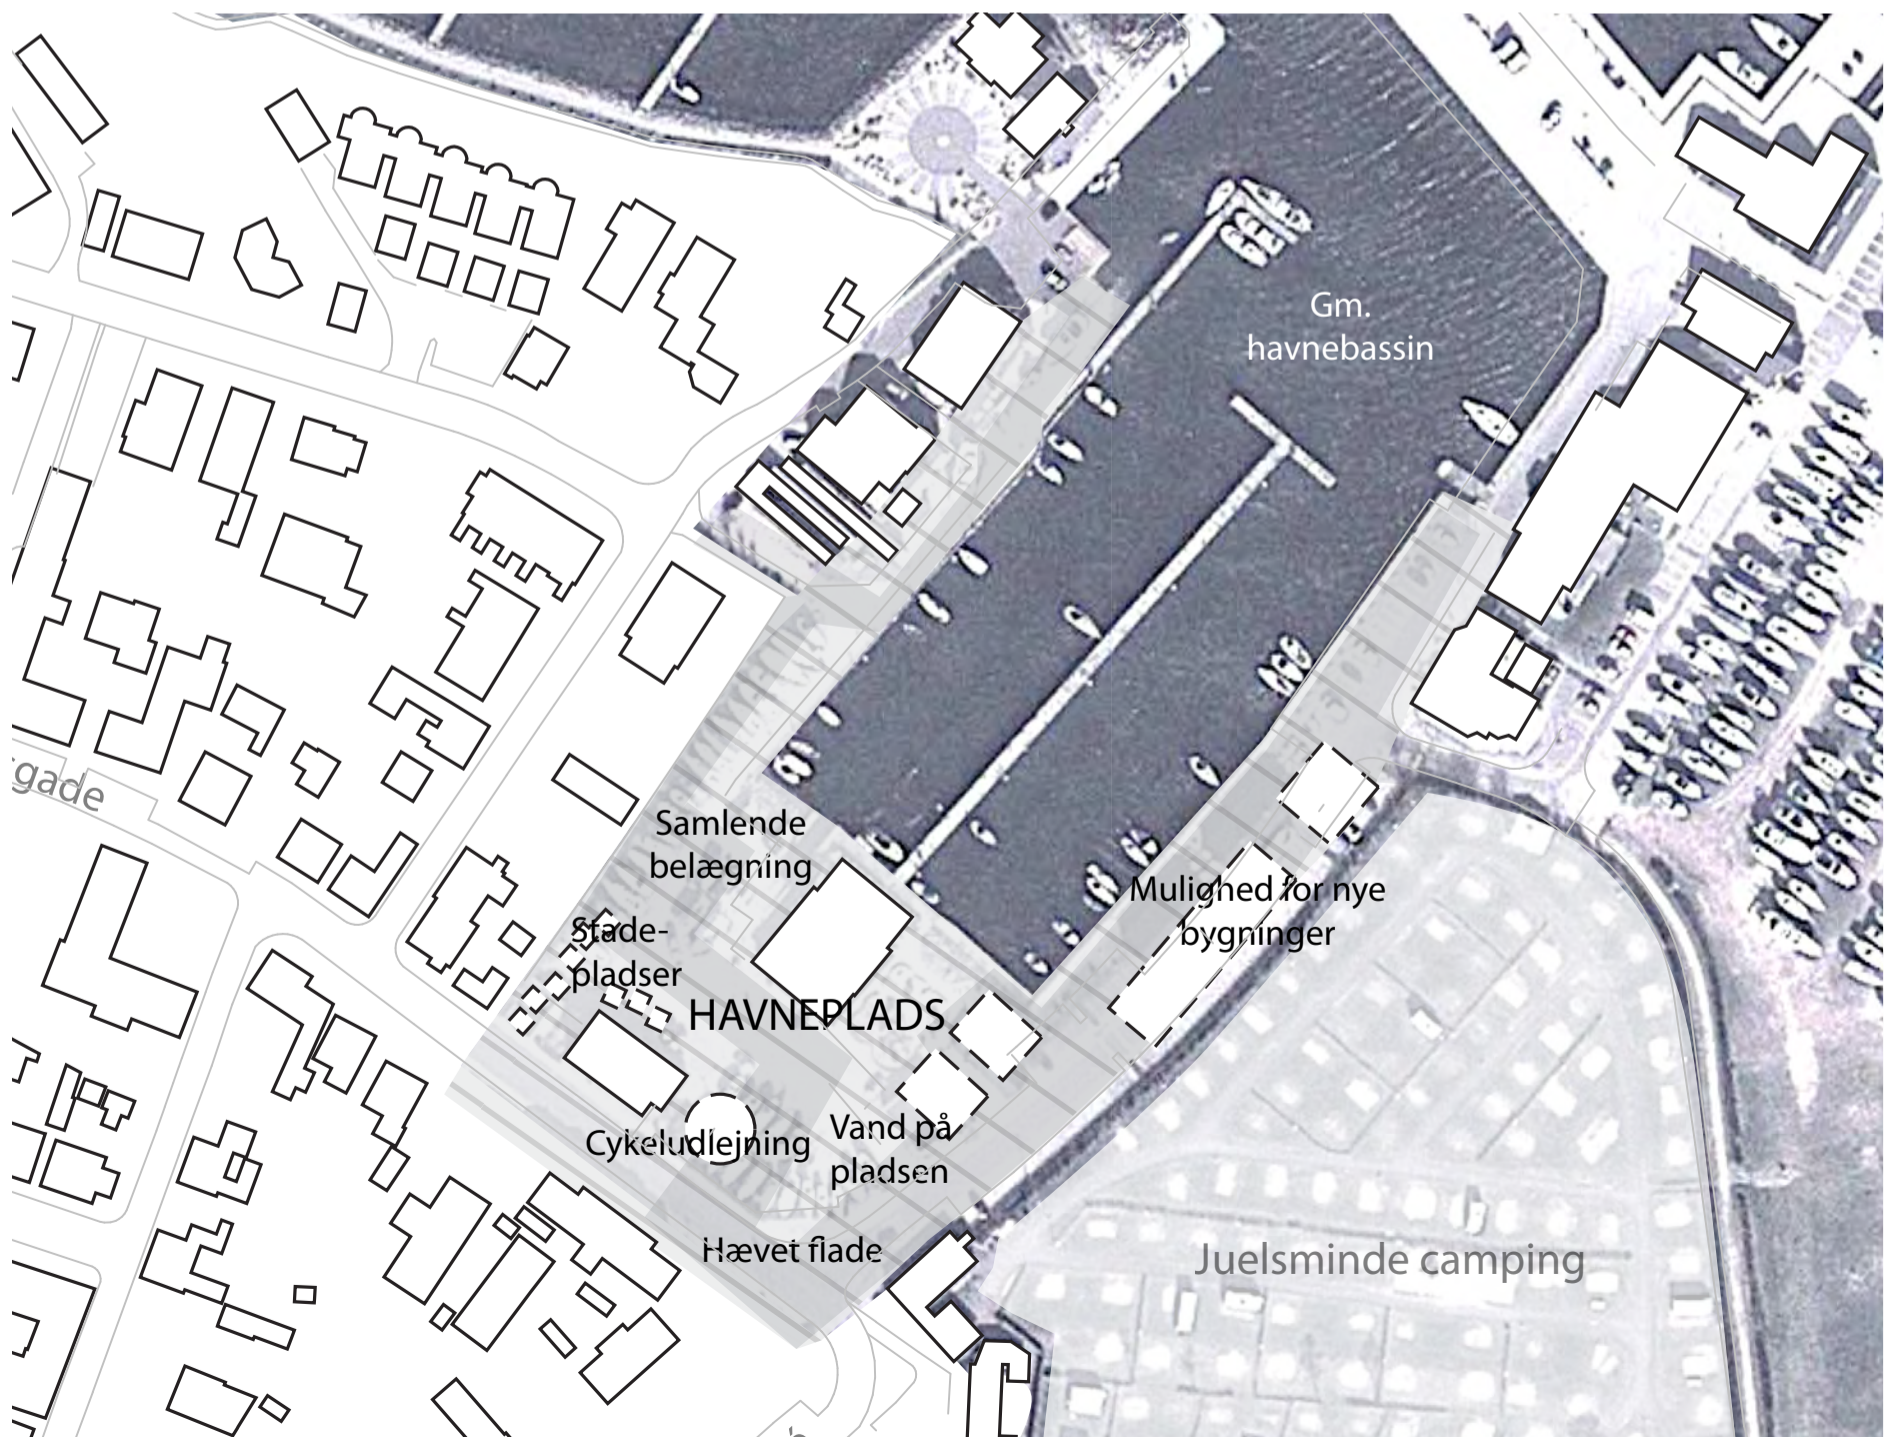 Gm.
havnebassin
sgade
Samlende
belægning
Mulighed for nye
bygninger
Stade-
pladser
HAVNEPLADS
Cykeludlejning
Vand på
pladsen
Hævet flade
Juelsminde camping